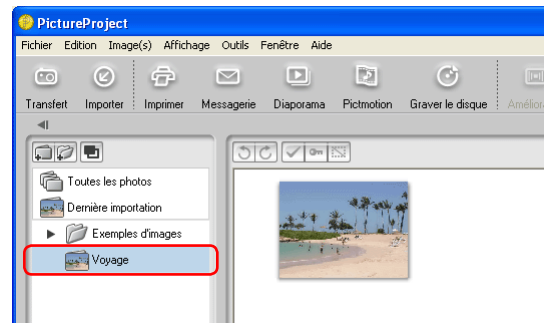 PictureProject
Fichier Edition Image(s) Affichage Outils Fenêtre Aide
Transfert Importer Imprimer Messagerie Diaporama Pictmotion Graver le disque Amélior
Toutes les photos
Dernière importation
Exemples d'images
Voyage